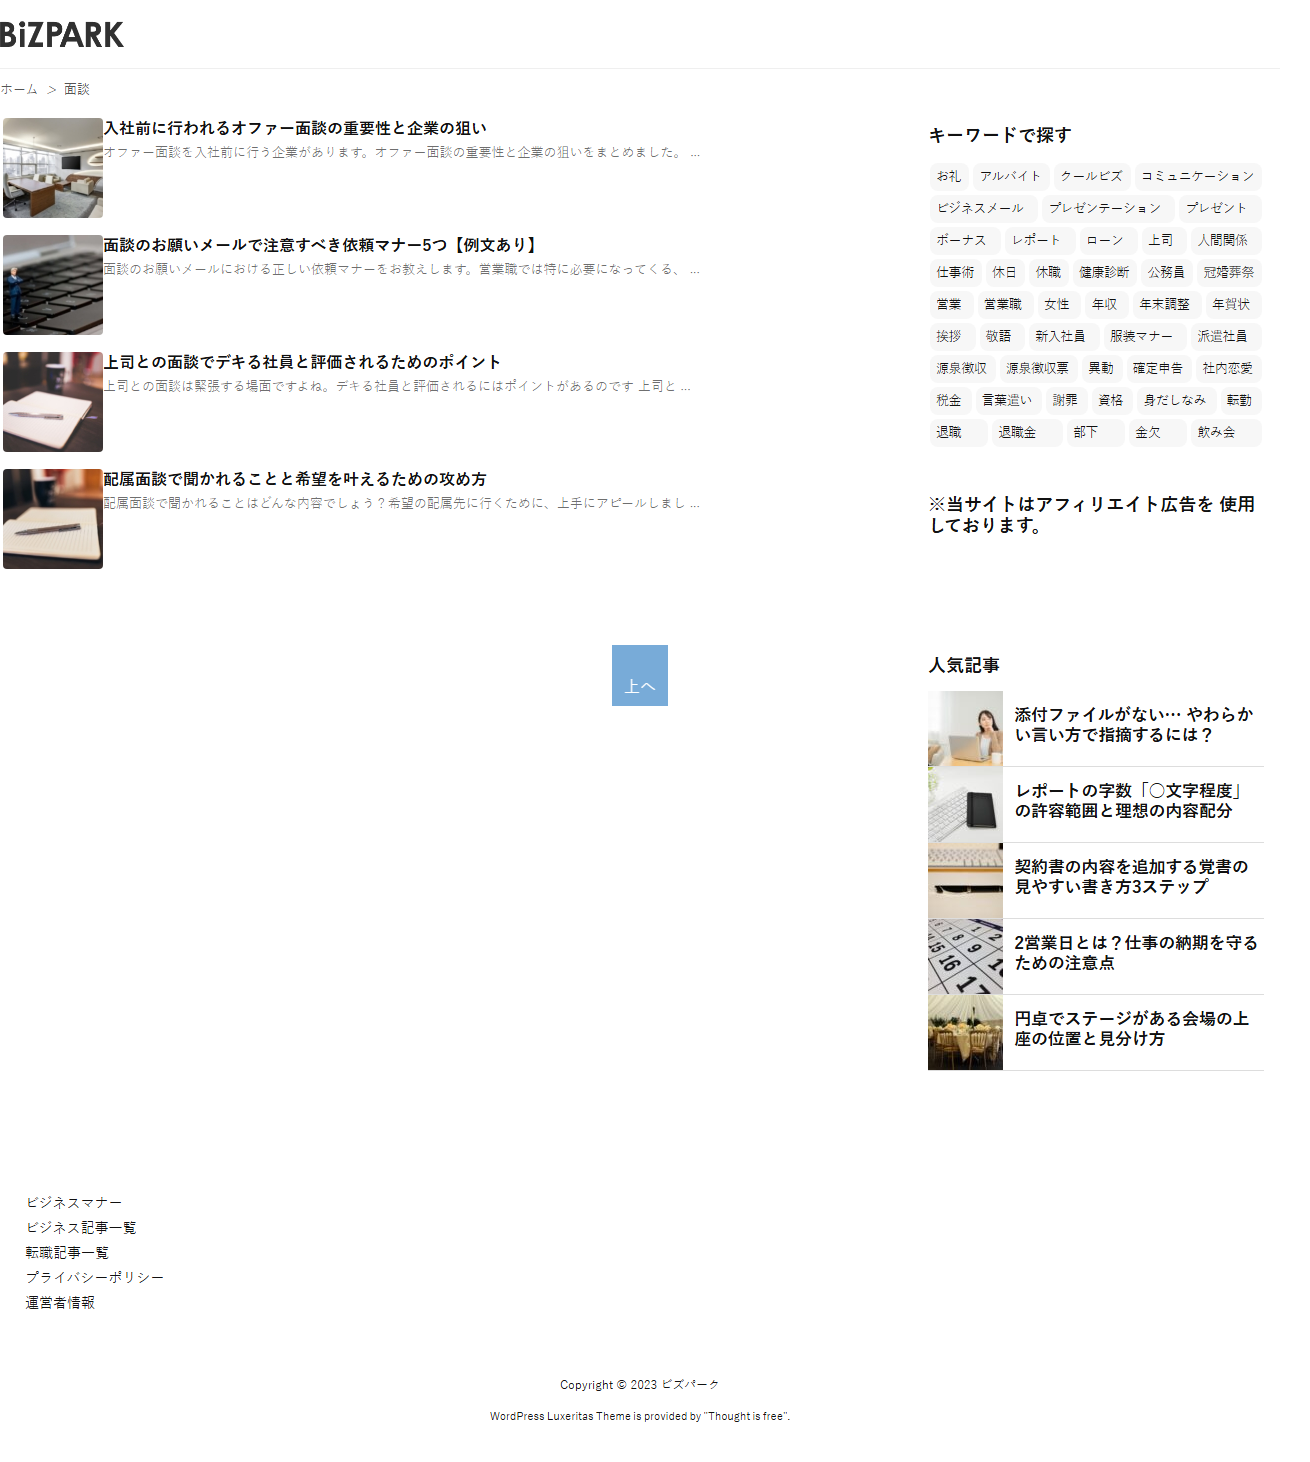 BiZPARK
ホーム ＞ 面談
入社前に行われるオファー面談の重要性と企業の狙い
オファー面談を入社前に行う企業があります。オファー面談の重要性と企業の狙いをまとめました。 ...
面談のお願いメールで注意すべき依頼マナー5つ【例文あり】
面談のお願いメールにおける正しい依頼マナーをお教えします。営業職では特に必要になってくる、 ...
上司との面談でデキる社員と評価されるためのポイント
上司との面談は緊張する場面ですよね。デキる社員と評価されるにはポイントがあるのです 上司と ...
配属面談で聞かれることと希望を叶えるための攻め方
配属面談で聞かれることはどんな内容でしょう？希望の配属先に行くために、上手にアピールしまし ...
上へ
キーワードで探す
お礼 アルバイト クールビズ コミュニケーション
ビジネスメール プレゼンテーション プレゼント
ボーナス レポート ローン 上司 人間関係
仕事術 休日 休職 健康診断 公務員 冠婚葬祭
営業 営業職 女性 年収 年末調整 年賀状
挨拶 敬語 新入社員 服装マナー 派遣社員
源泉徴収 源泉徴収票 異動 確定申告 社内恋愛
税金 言葉遣い 謝罪 資格 身だしなみ 転勤
退職 退職金 部下 金欠 飲み会
※当サイトはアフィリエイト広告を 使用
しております。
人気記事
添付ファイルがない… やわらか
い言い方で指摘するには？
レポートの字数「○文字程度」
の許容範囲と理想の内容配分
契約書の内容を追加する覚書の
見やすい書き方3ステップ
2営業日とは？仕事の納期を守る
ための注意点
円卓でステージがある会場の上
座の位置と見分け方
ビジネスマナー
ビジネス記事一覧
転職記事一覧
プライバシーポリシー
運営者情報
Copyright © 2023 ビズパーク
WordPress Luxeritas Theme is provided by "Thought is free".